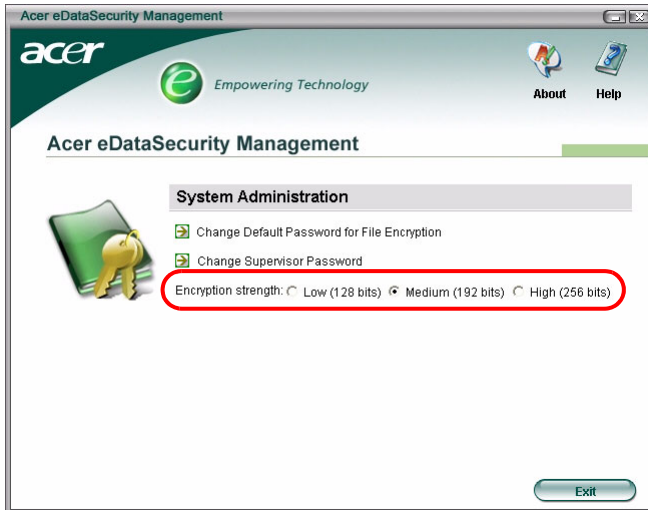 Acer eDataSecurity Management
acer
e Empowering Technology
About Help
Acer eDataSecurity Management
System Administration
Change Default Password for File Encryption
Change Supervisor Password
Encryption strength: Low (128 bits) Medium (192 bits) High (256 bits)
Exit